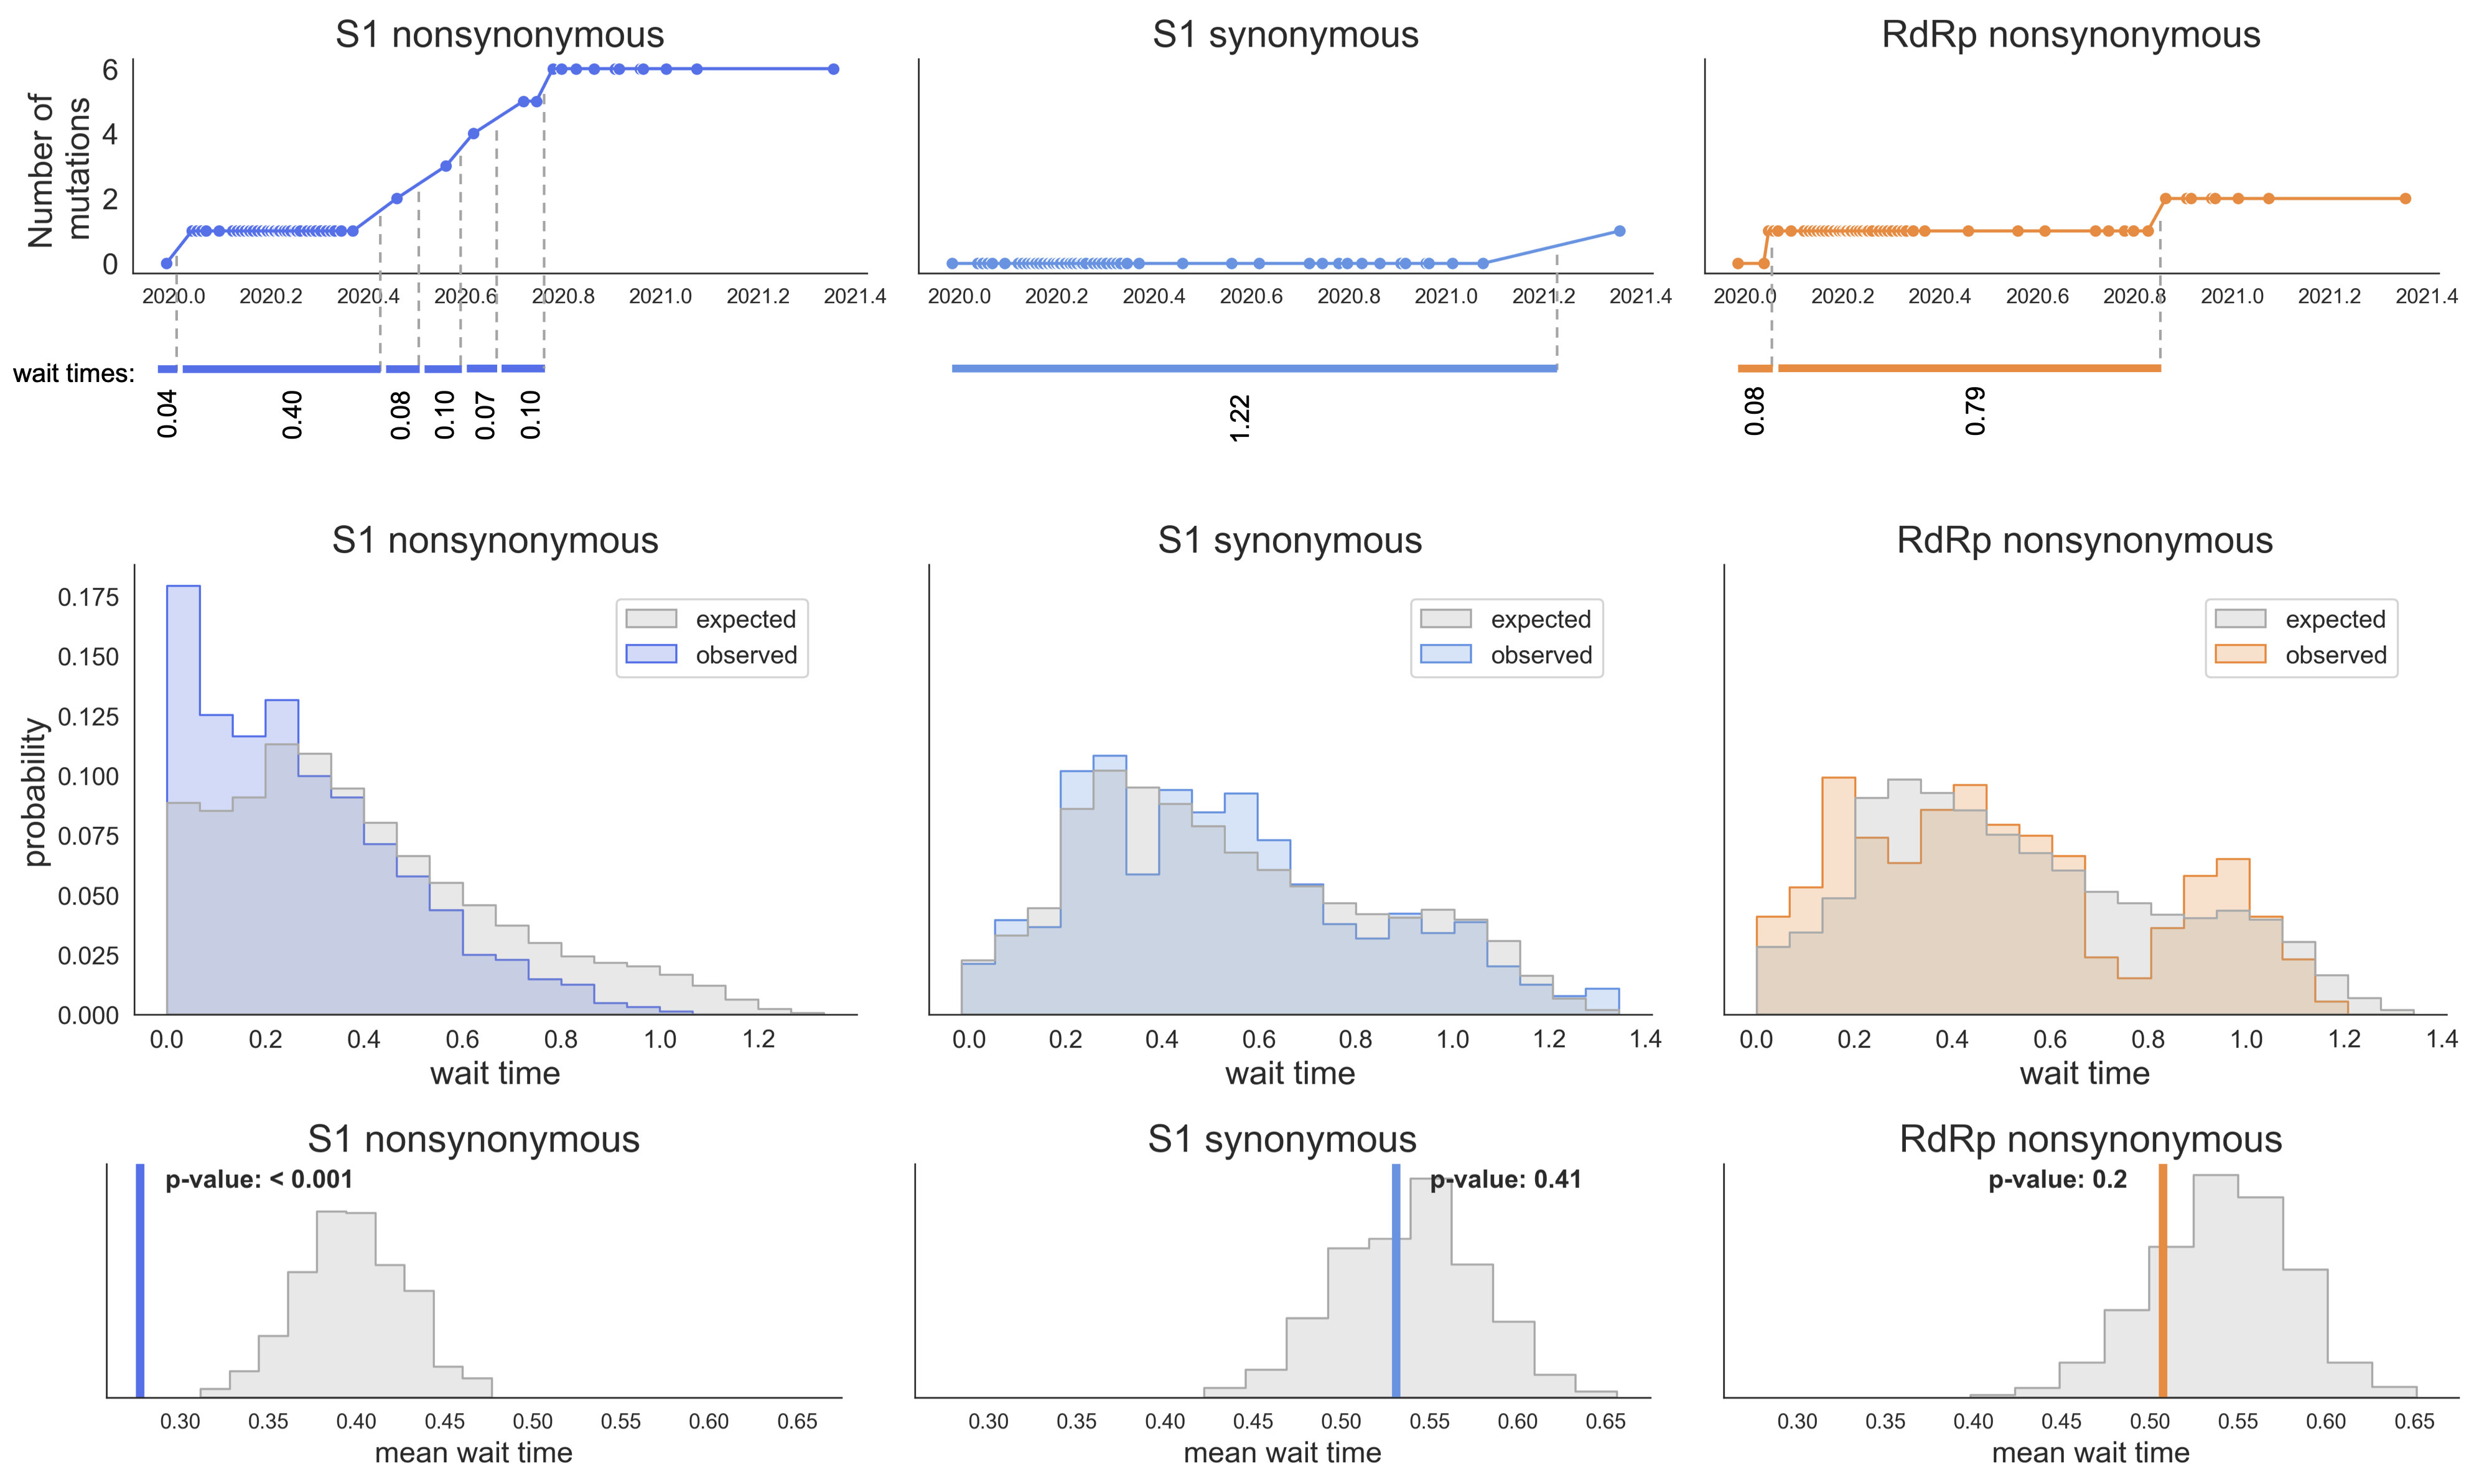 S1 nonsynonymous
S1 synonymous
RdRp nonsynonymous
Number of
mutations
6
4
2
0
2020.0 2020.2 2020.4 2020.6 2020.8 2021.0 2021.2 2021.4
2020.0 2020.2 2020.4 2020.6 2020.8 2021.0 2021.2 2021.4
2020.0 2020.2 2020.4 2020.6 2020.8 2021.0 2021.2 2021.4
wait times:
0.04 0.40 0.08 0.10 0.07 0.10
1.22
0.08 0.79
S1 nonsynonymous
S1 synonymous
RdRp nonsynonymous
probability
0.175
0.150
0.125
0.100
0.075
0.050
0.025
0.000
expected
observed
expected
observed
expected
observed
0.0 0.2 0.4 0.6 0.8 1.0 1.2
0.0 0.2 0.4 0.6 0.8 1.0 1.2 1.4
0.0 0.2 0.4 0.6 0.8 1.0 1.2 1.4
wait time
wait time
wait time
S1 nonsynonymous
S1 synonymous
RdRp nonsynonymous
p-value: < 0.001
p-value: 0.41
p-value: 0.2
0.30 0.35 0.40 0.45 0.50 0.55 0.60 0.65
0.30 0.35 0.40 0.45 0.50 0.55 0.60 0.65
0.30 0.35 0.40 0.45 0.50 0.55 0.60 0.65
mean wait time
mean wait time
mean wait time